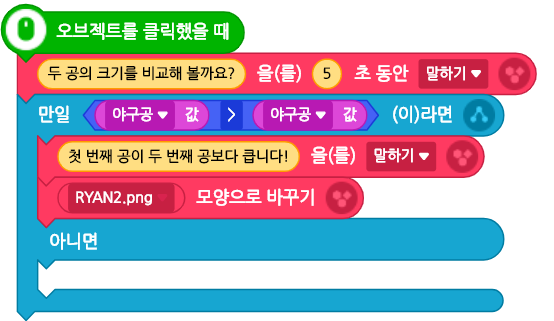 오브젝트를 클릭했을 때
두 공의 크기를 비교해 볼까요? 을(를) 5 초 동안 말하기
만일 야구공 값 > 야구공 값 (이)라면
첫 번째 공이 두 번째 공보다 큽니다! 을(를) 말하기
RYAN2.png 모양으로 바꾸기
아니면